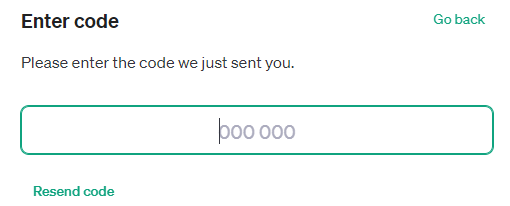 Enter code
Go back
Please enter the code we just sent you.
000 000
Resend code